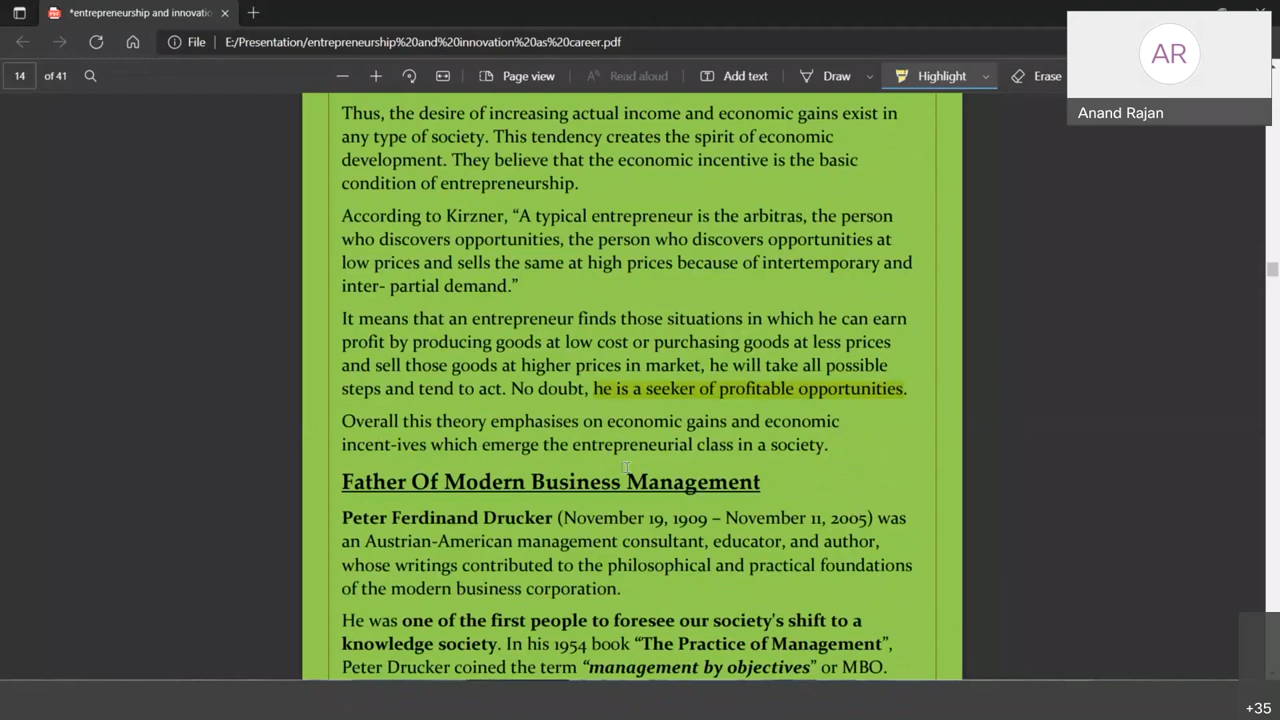 *entrepreneurship and innovatio
File
E:/Presentation/entrepreneurship%20and%20innovation%20as%20career.pdf
14 of 41
Page view
Read aloud
Add text
Draw
Highlight
Erase
AR
Anand Rajan
Thus, the desire of increasing actual income and economic gains exist in
any type of society. This tendency creates the spirit of economic
development. They believe that the economic incentive is the basic
condition of entrepreneurship.
According to Kirzner, “A typical entrepreneur is the arbitras, the person
who discovers opportunities, the person who discovers opportunities at
low prices and sells the same at high prices because of intertemporary and
inter- partial demand.”
It means that an entrepreneur finds those situations in which he can earn
profit by producing goods at low cost or purchasing goods at less prices
and sell those goods at higher prices in market, he will take all possible
steps and tend to act. No doubt, he is a seeker of profitable opportunities.
Overall this theory emphasises on economic gains and economic
incent-ives which emerge the entrepreneurial class in a society.
Father Of Modern Business Management
Peter Ferdinand Drucker (November 19, 1909 – November 11, 2005) was
an Austrian-American management consultant, educator, and author,
whose writings contributed to the philosophical and practical foundations
of the modern business corporation.
He was one of the first people to foresee our society's shift to a
knowledge society. In his 1954 book “The Practice of Management”,
Peter Drucker coined the term “management by objectives” or MBO.
+35